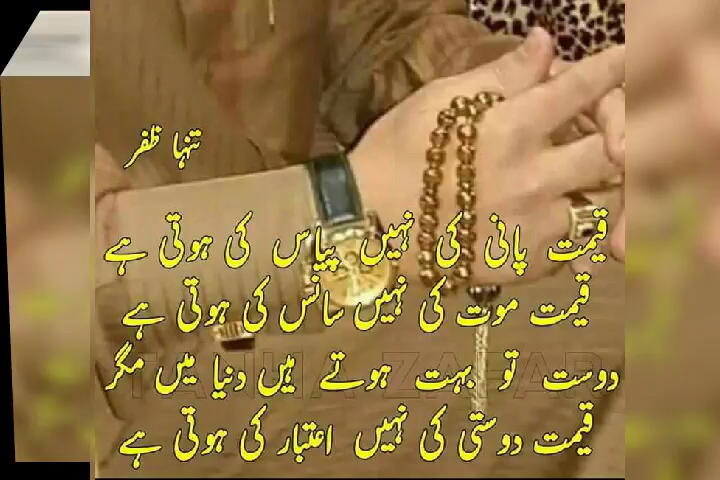 تنہا ظفر
قیمت پانی کی نہیں پیاس کی ہوتی ہے
قیمت موت کی نہیں سانس کی ہوتی ہے
دوست تو بہت ہوتے ہیں دنیا میں مگر
قیمت دوستی کی نہیں اعتبار کی ہوتی ہے
TANHA ZAFAR